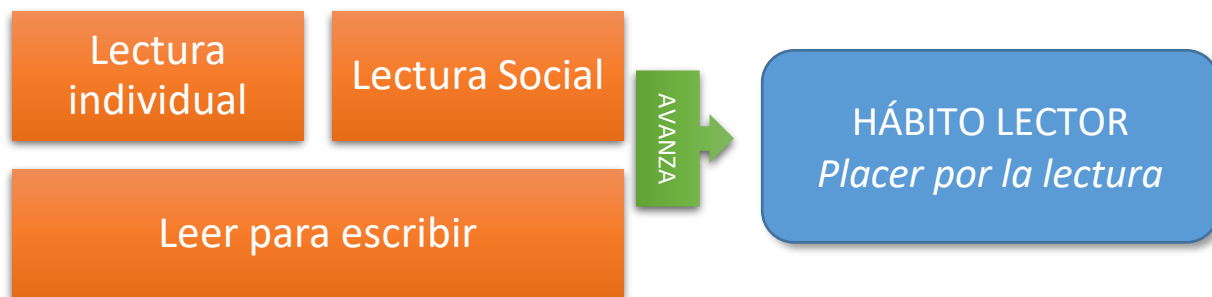 Lectura
individual
Lectura Social
Leer para escribir
AVANZA
HÁBITO LECTOR
Placer por la lectura